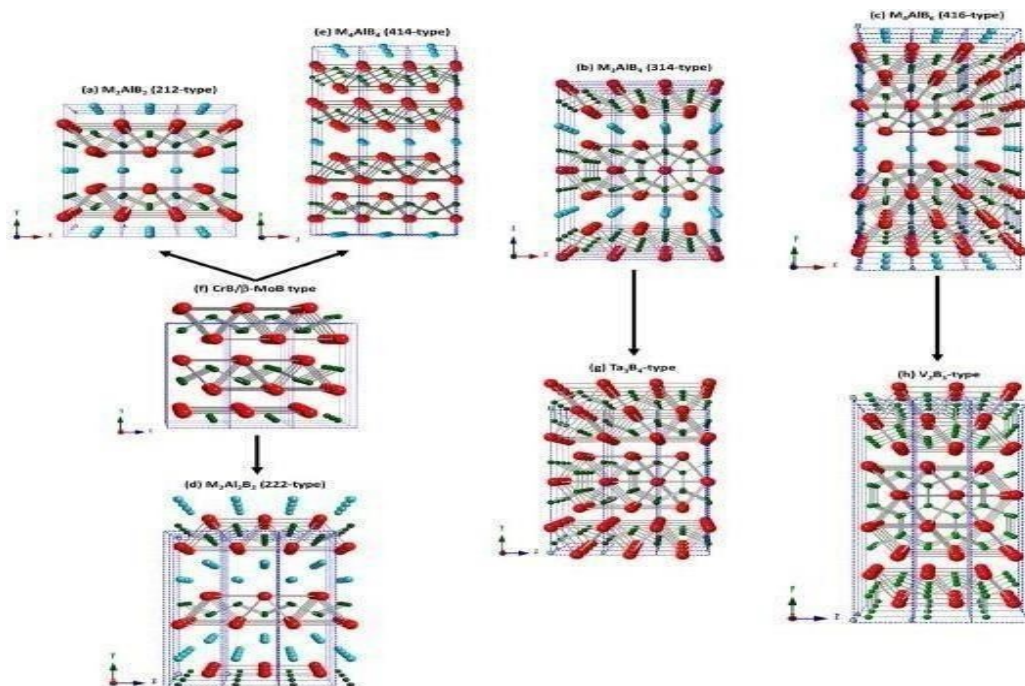 (c) M₄AlB₆ (416-type)
(e) M₄AlB₄ (414-type)
(b) M₃AlB₄ (314-type)
(a) M₂AlB₂ (212-type)
(f) CrB/β-MoB type
(g) Ta₃B₄-type
(h) V₂B₃-type
(d) M₂Al₂B₂ (222-type)